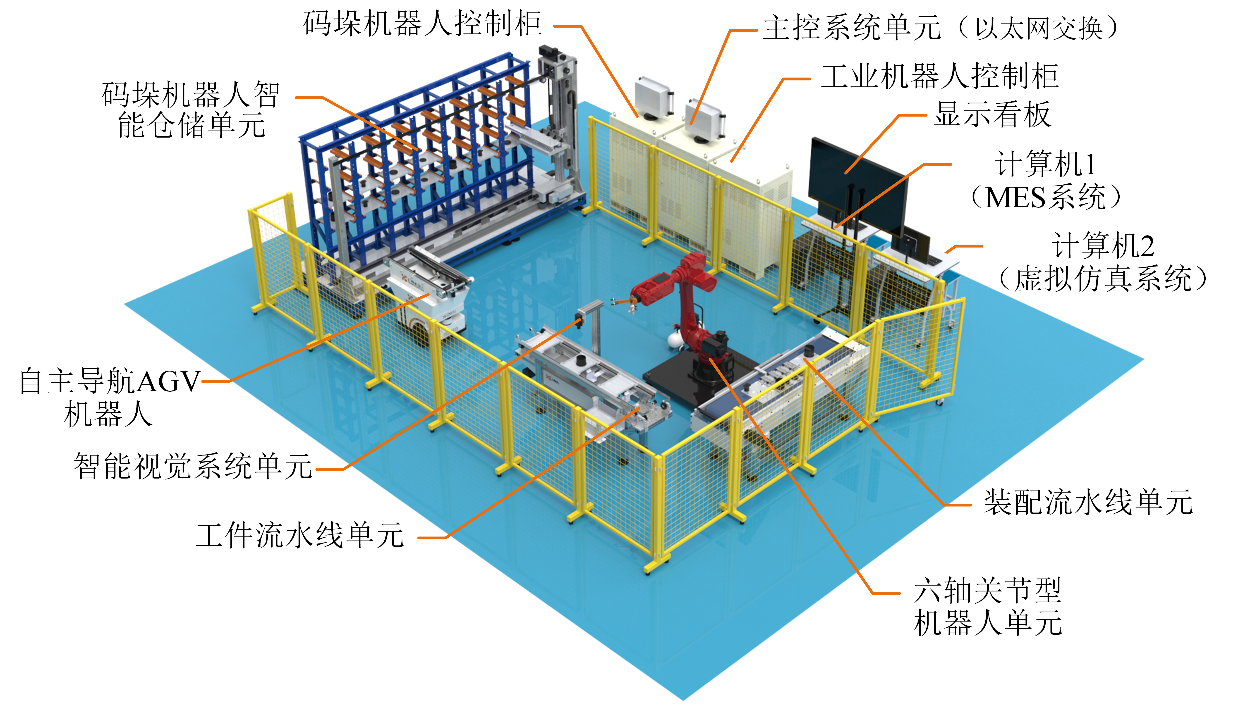 码垛机器人控制柜
主控系统单元（以太网交换）
工业机器人控制柜
码垛机器人智
能仓储单元
显示看板
计算机1
（MES系统）
计算机2
（虚拟仿真系统）
自主导航AGV
机器人
智能视觉系统单元
工件流水线单元
装配流水线单元
六轴关节型
机器人单元